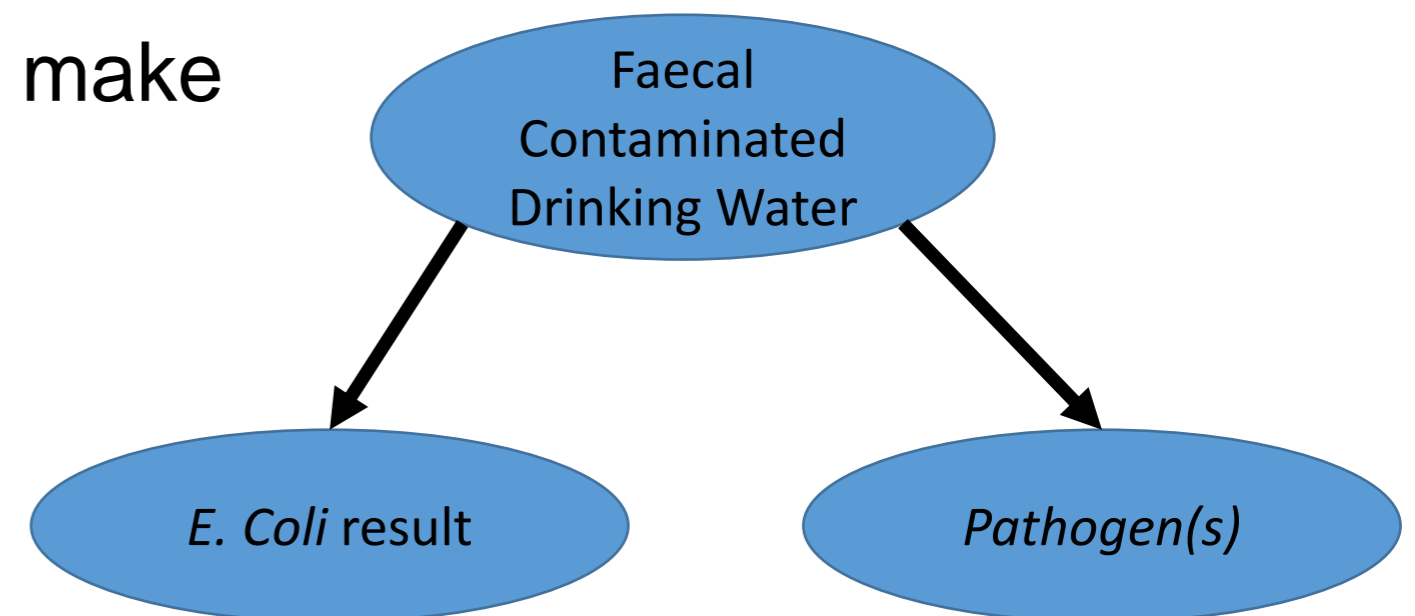 make
Faecal
Contaminated
Drinking Water
E. Coli result
Pathogen(s)